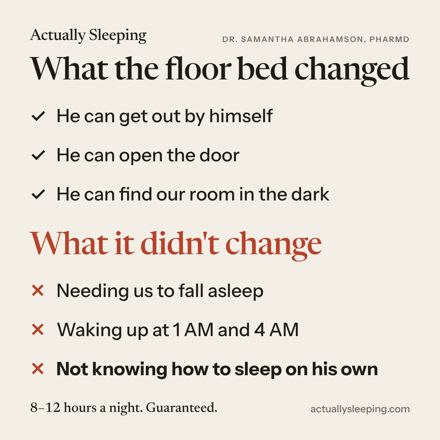 Actually Sleeping
DR. SAMANTHA ABRAHAMSON, PHARMD
What the floor bed changed
✓ He can get out by himself
✓ He can open the door
✓ He can find our room in the dark
What it didn't change
✕ Needing us to fall asleep
✕ Waking up at 1 AM and 4 AM
✕ Not knowing how to sleep on his own
8–12 hours a night. Guaranteed.
actuallysleeping.com